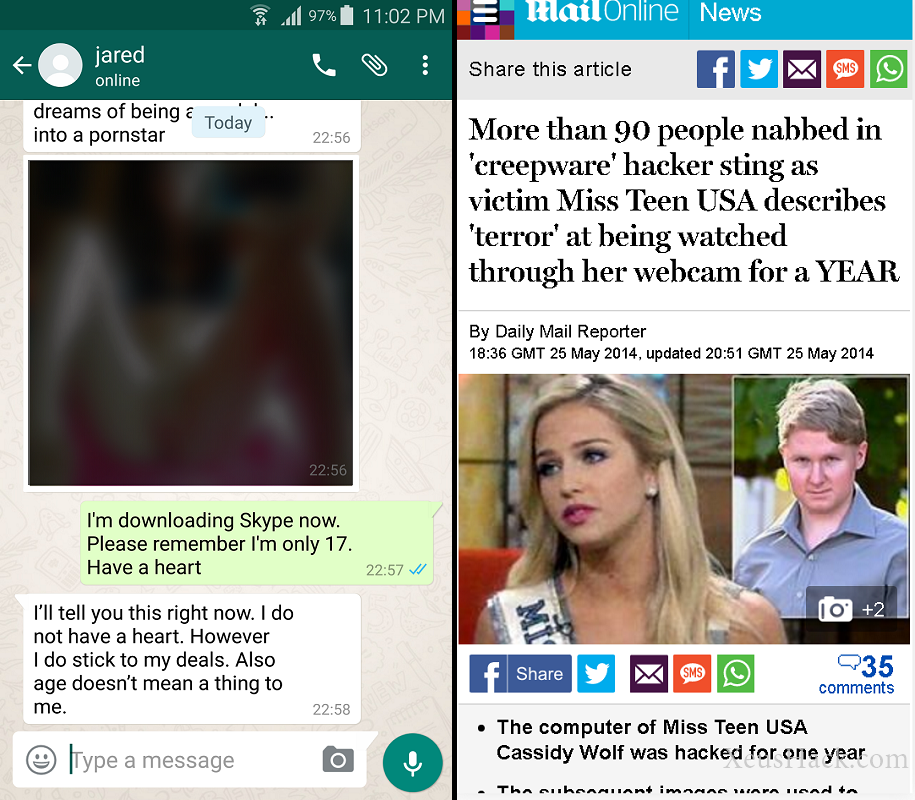 97% 11:02 PM
jared
online
dreams of being a
into a pornstar
Today
22:56
22:56
I'm downloading Skype now.
Please remember I'm only 17.
Have a heart
22:57
I'll tell you this right now. I do
not have a heart. However
I do stick to my deals. Also
age doesn't mean a thing to
me.
22:58
Type a message
Mail Online News
Share this article
SMS
More than 90 people nabbed in
'creepware' hacker sting as
victim Miss Teen USA describes
'terror' at being watched
through her webcam for a YEAR
By Daily Mail Reporter
18:36 GMT 25 May 2014, updated 20:51 GMT 25 May 2014
MIS
+2
Share
SMS
35
comments
• The computer of Miss Teen USA
Cassidy Wolf was hacked for one year
XeusHack.com
• The subsequent images were used to